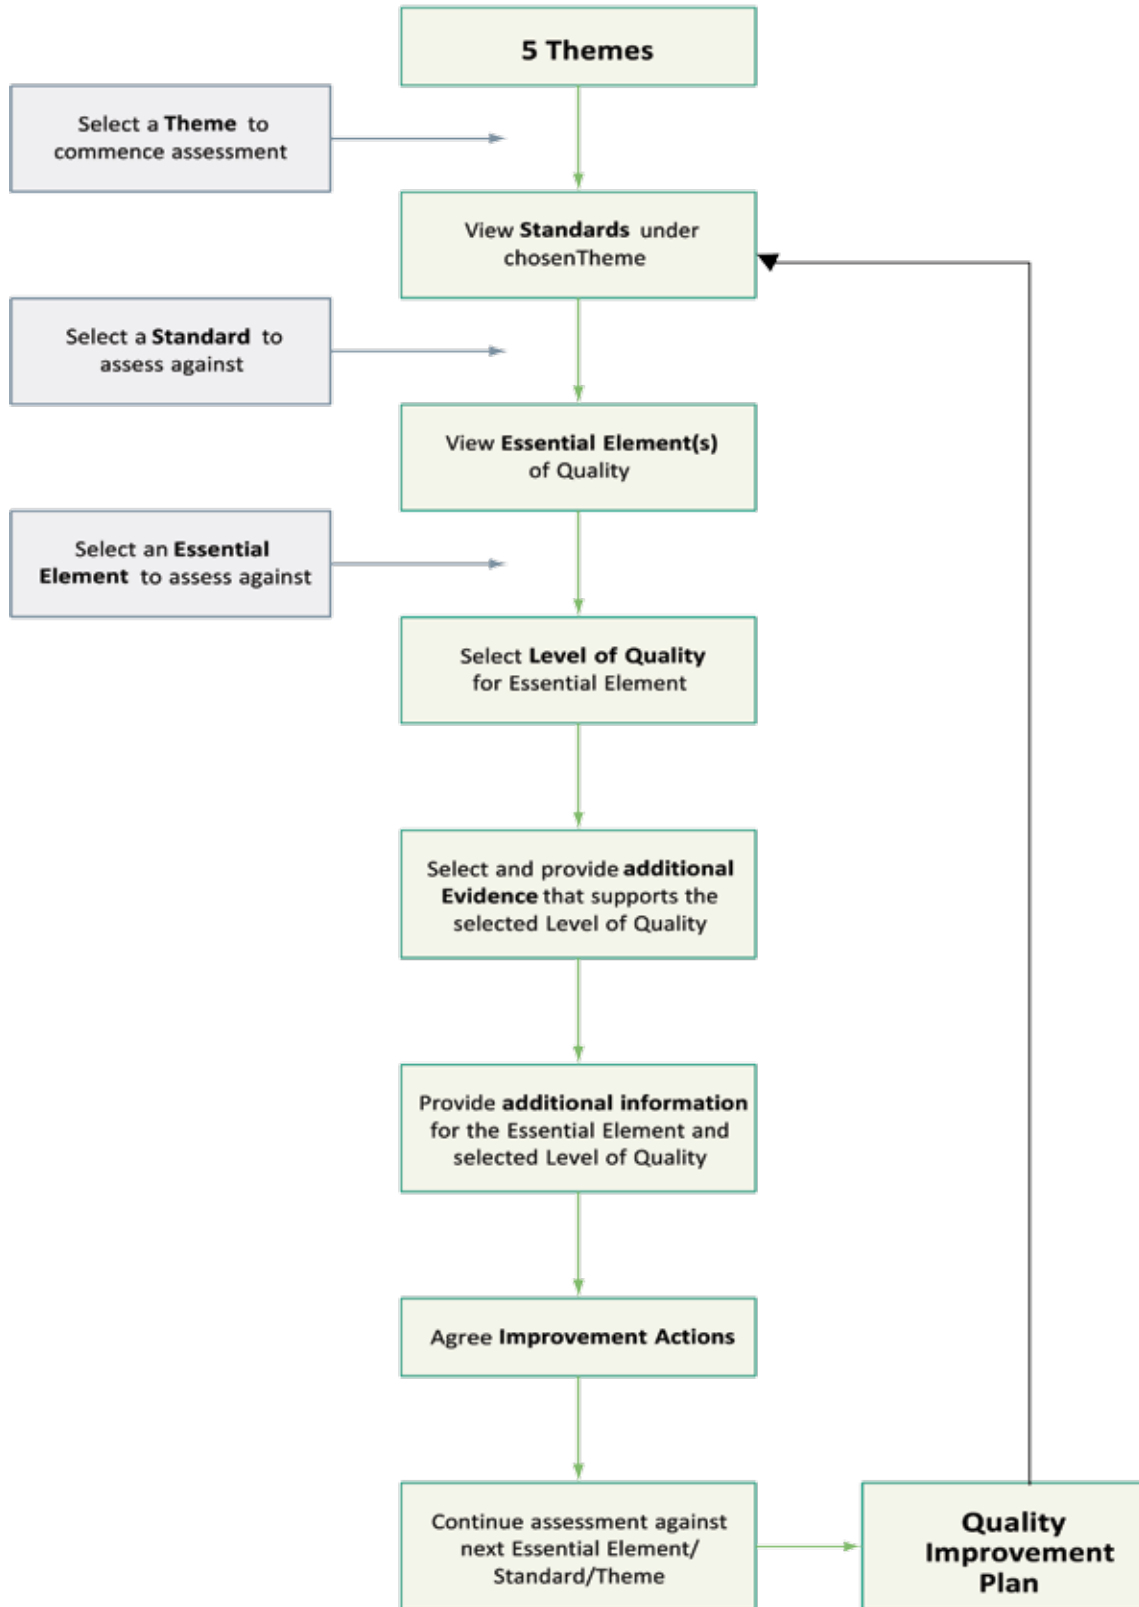 5 Themes
Select a Theme to
commence assessment
View Standards under
chosenTheme
Select a Standard to
assess against
View Essential Element(s)
of Quality
Select an Essential
Element to assess against
Select Level of Quality
for Essential Element
Select and provide additional
Evidence that supports the
selected Level of Quality
Provide additional information
for the Essential Element and
selected Level of Quality
Agree Improvement Actions
Continue assessment against
next Essential Element/
Standard/Theme
Quality
Improvement
Plan